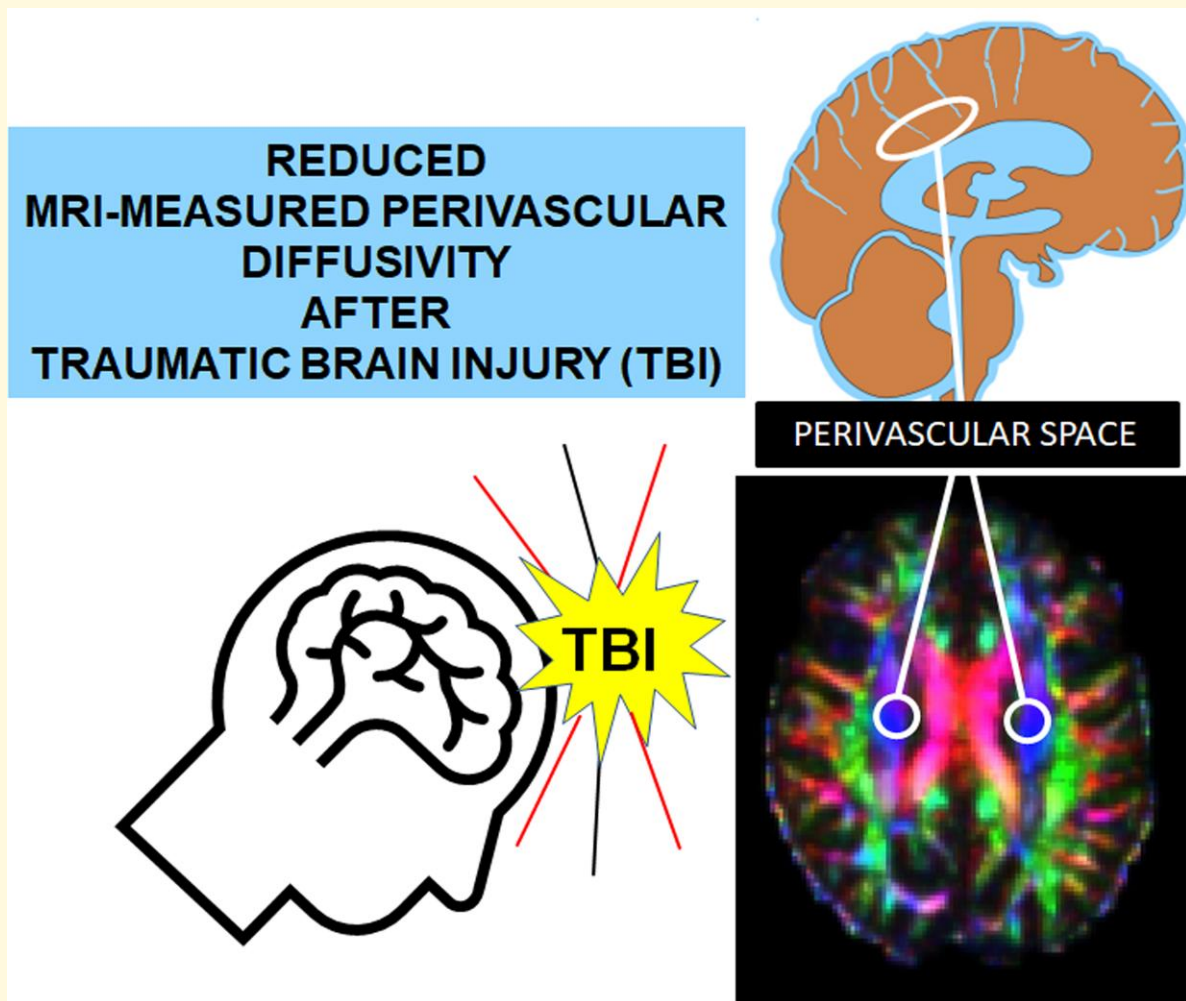 REDUCED
MRI-MEASURED PERIVASCULAR
DIFFUSIVITY
AFTER
TRAUMATIC BRAIN INJURY (TBI)
PERIVASCULAR SPACE
TBI